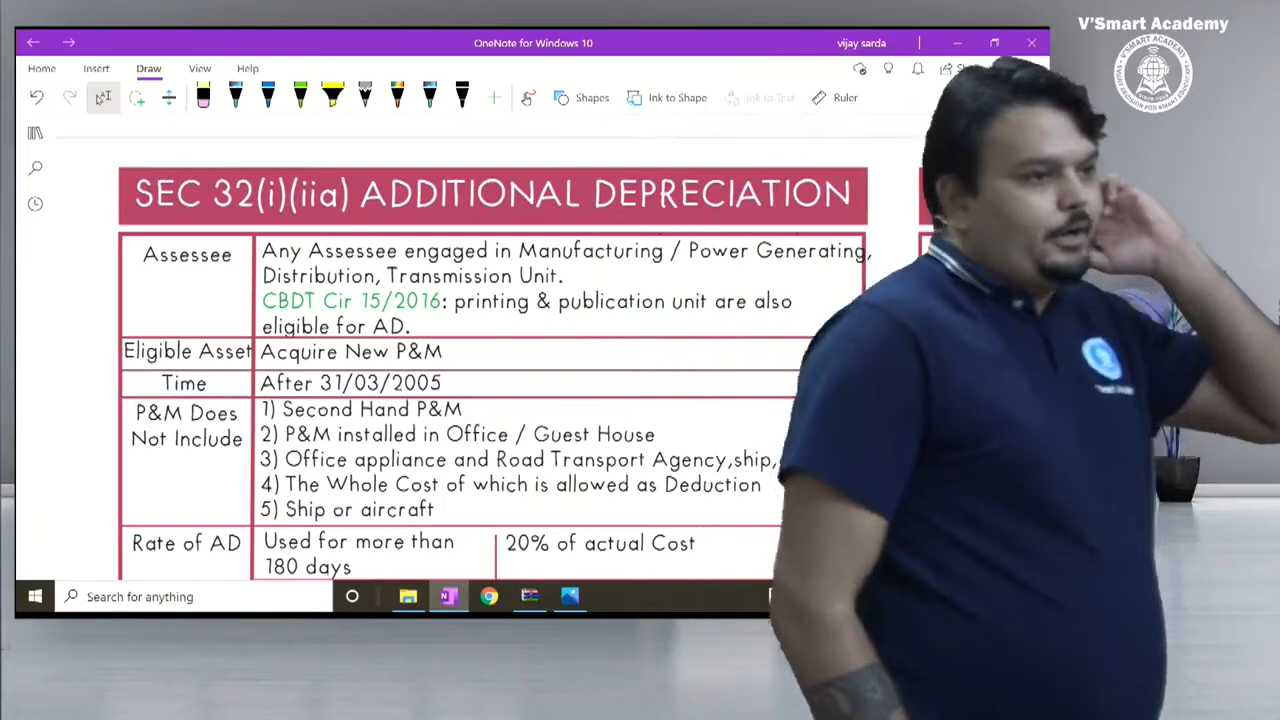 V'Smart Academy
OneNote for Windows 10
vijay sarda
Home Insert Draw View Help
Shapes Ink to Shape Ink to Text Ruler
SEC 32(i)(iia) ADDITIONAL DEPRECIATION
Assessee
Any Assessee engaged in Manufacturing / Power Generating,
Distribution, Transmission Unit.
CBDT Cir 15/2016: printing & publication unit are also
eligible for AD.
Eligible Asset
Acquire New P&M
Time
After 31/03/2005
P&M Does
Not Include
1) Second Hand P&M
2) P&M installed in Office / Guest House
3) Office appliance and Road Transport Agency,ship,
4) The Whole Cost of which is allowed as Deduction
5) Ship or aircraft
Rate of AD
Used for more than
180 days
20% of actual Cost
Search for anything